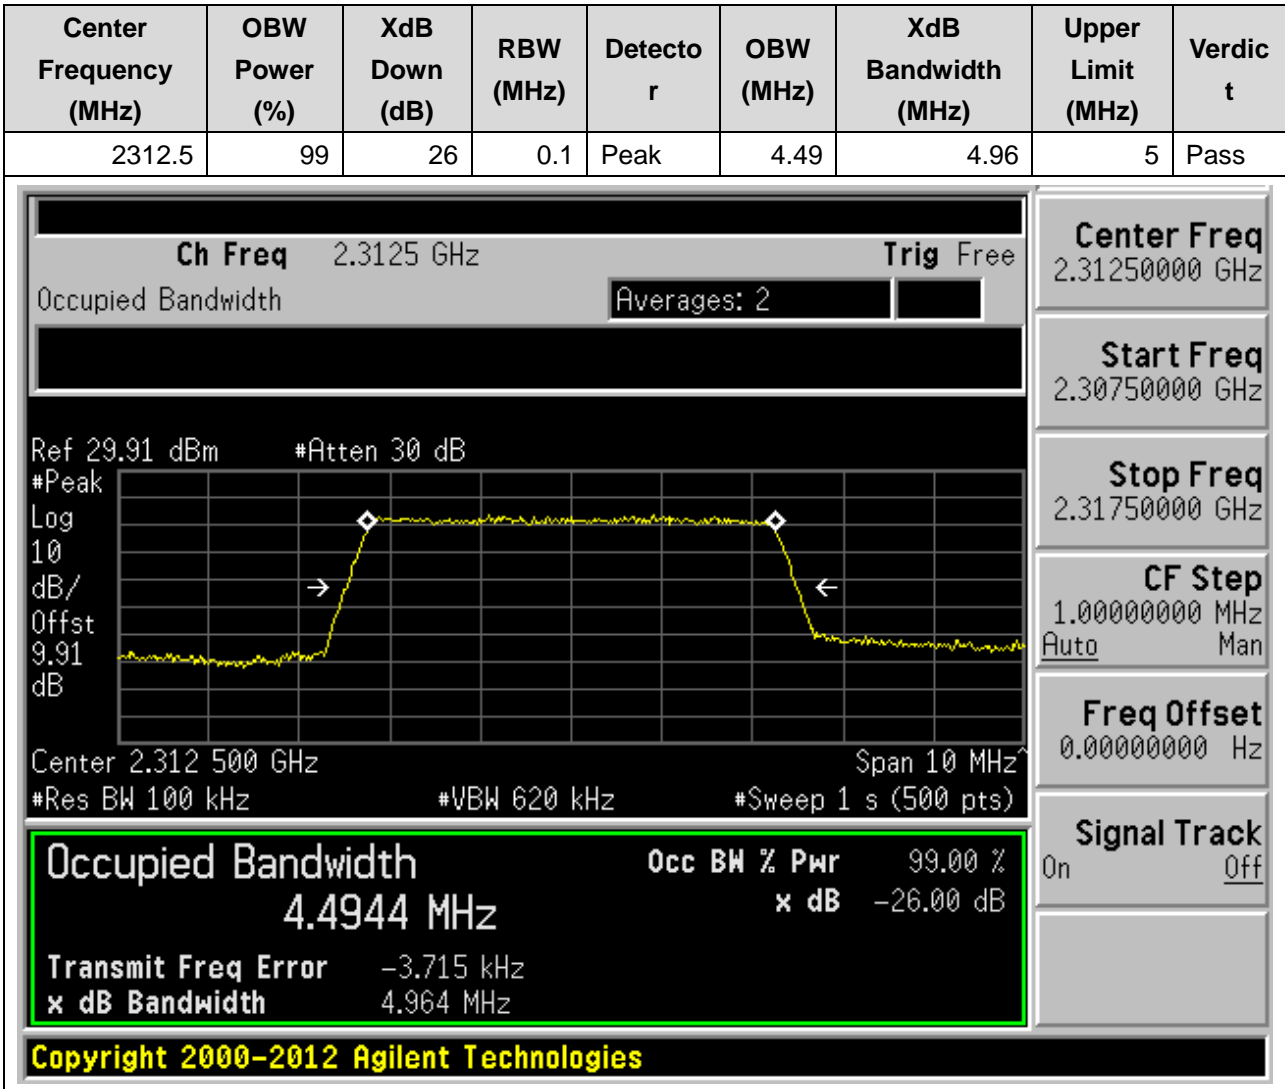 Center Frequency (MHz) OBW Power (%) XdB Down (dB) RBW (MHz) Detecto r OBW (MHz) XdB Bandwidth (MHz) Upper Limit (MHz) Verdic t
2312.5 99 26 0.1 Peak 4.49 4.96 5 Pass
Ch Freq 2.3125 GHz Trig Free
Occupied Bandwidth Averages: 2
Ref 29.91 dBm #Atten 30 dB
#Peak
Log
10
dB/
Offst
9.91
dB
Center 2.312 500 GHz Span 10 MHz^
#Res BW 100 kHz #VBW 620 kHz #Sweep 1 s (500 pts)
Occupied Bandwidth Occ BW % Pwr 99.00 %
4.4944 MHz x dB -26.00 dB
Transmit Freq Error -3.715 kHz
x dB Bandwidth 4.964 MHz
Center Freq
2.31250000 GHz
Start Freq
2.30750000 GHz
Stop Freq
2.31750000 GHz
CF Step
1.00000000 MHz
Auto Man
Freq Offset
0.00000000 Hz
Signal Track
On Off
Copyright 2000-2012 Agilent Technologies